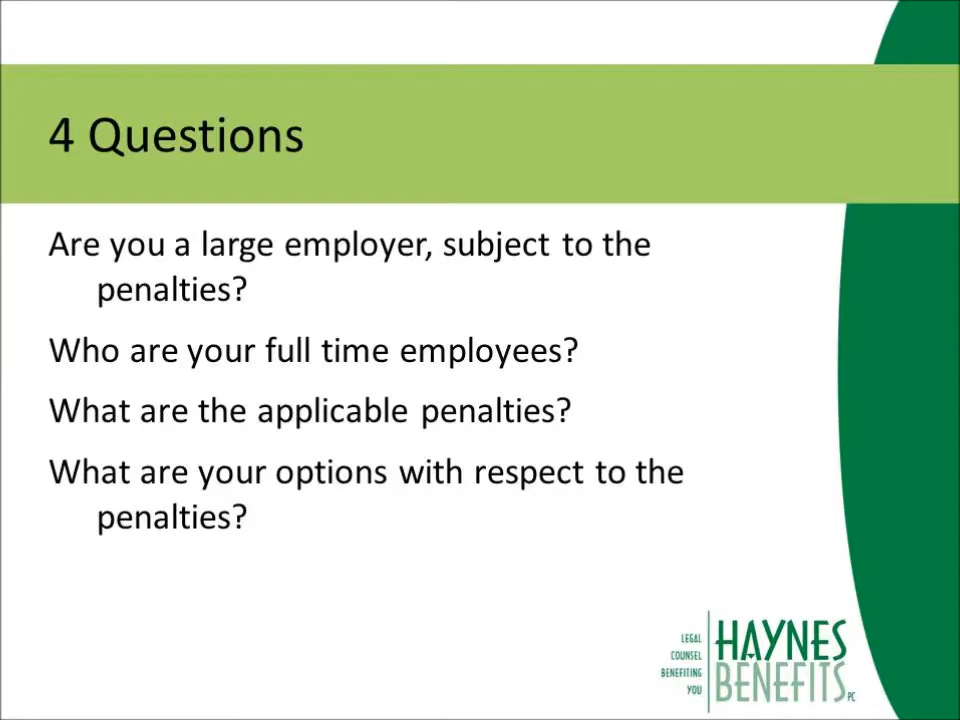 4 Questions
Are you a large employer, subject to the
penalties?
Who are your full time employees?
What are the applicable penalties?
What are your options with respect to the
penalties?
LEGAL
COUNSEL
BENEFITING
YOU
HAYNES
BENEFITS PC